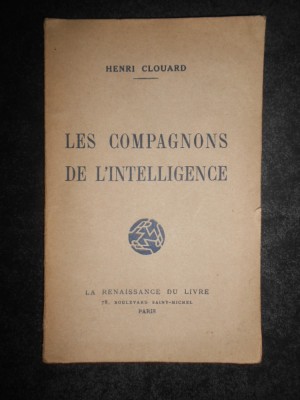 HENRI CLOUARD
LES COMPAGNONS
DE L'INTELLIGENCE
LA RENAISSANCE DU LIVRE
78, BOULEVARD SAINT-MICHEL
PARIS